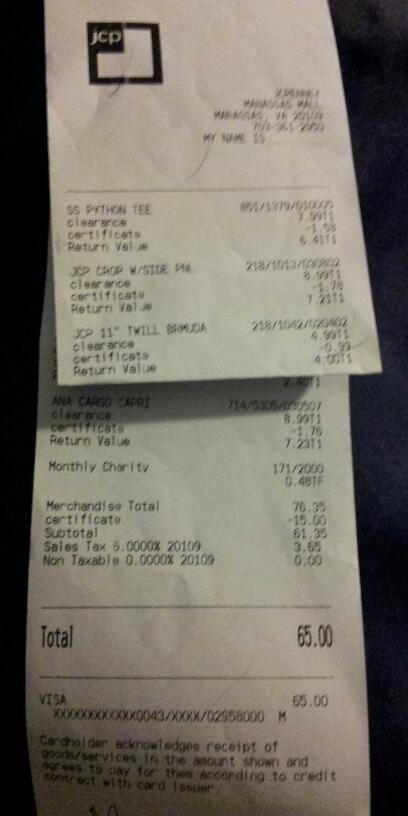 jcp
JCPENNEY
MANASSAS MALL
MANASSAS, VA 20109
703-361-2950
MY NAME IS
SS PYTHON TEE 851/1379/010005
clearance 7.99T1
certificate -1.58
Return Value 6.41T1
JCP CROP W/SIDE PNL 218/1013/030802
clearance 8.99T1
certificate -1.78
Return Value 7.21T1
JCP 11" TWILL BRMUDA 218/1042/020402
clearance 4.99T1
certificate -0.99
Return Value 4.00T1
2.40T1
ANA CARGO CAPRI 714/5305/030507
clearance 8.99T1
certificate -1.76
Return Value 7.23T1
Monthly Charity 171/2000
0.48TF
Merchandise Total 76.35
certificate -15.00
Subtotal 61.35
Sales Tax 6.0000% 20109 3.65
Non Taxable 0.0000% 20109 0.00
Total 65.00
VISA 65.00
XXXXXXXXXXXX0043/XXXX/02958000 M
Cardholder acknowledges receipt of
goods/services in the amount shown and
agrees to pay for them according to credit
contract with card issuer.